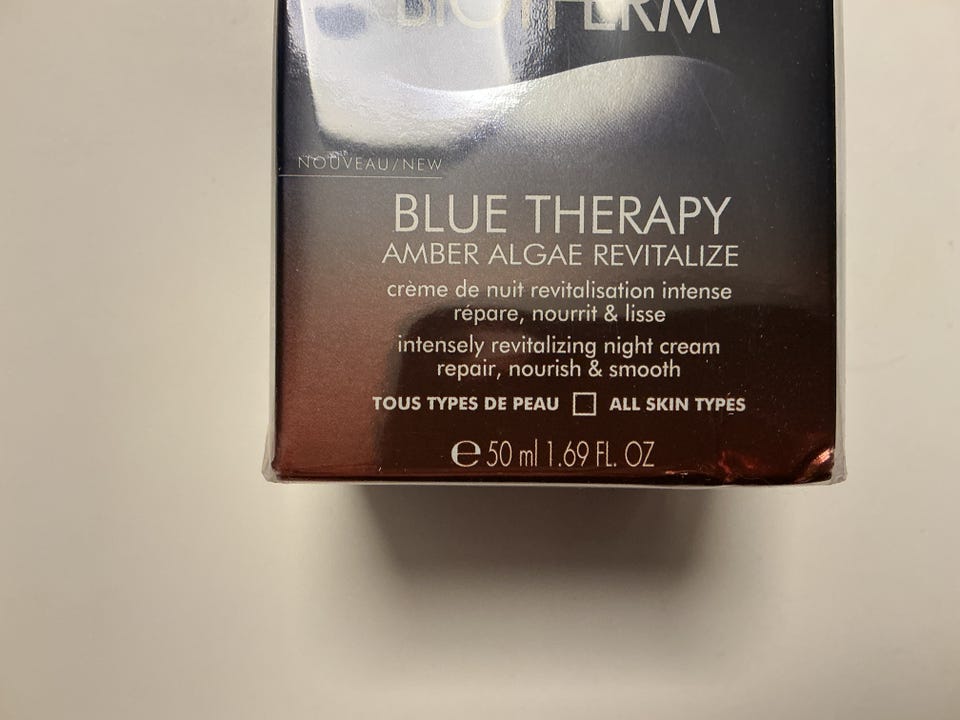 BIOTHERM
NOUVEAU/NEW
BLUE THERAPY
AMBER ALGAE REVITALIZE
crème de nuit revitalisation intense
répare, nourrit & lisse
intensely revitalizing night cream
repair, nourish & smooth
TOUS TYPES DE PEAU ALL SKIN TYPES
℮ 50 ml 1.69 FL. OZ